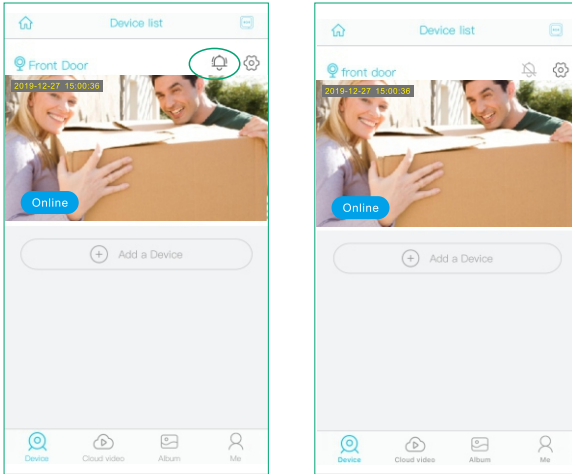 Device list
Front Door
2019-12-27 15:00:36
Online
Add a Device
Device
Cloud video
Album
Me
Device list
front door
2019-12-27 15:00:36
Online
Add a Device
Device
Cloud video
Album
Me